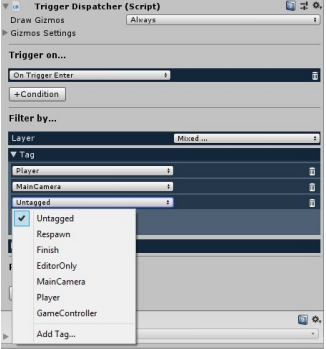 Trigger Dispatcher (Script)
Draw Gizmos Always
Gizmos Settings
Trigger on...
On Trigger Enter
+Condition
Filter by...
Layer Mixed ...
Tag
Player
MainCamera
Untagged
Untagged
Respawn
Finish
EditorOnly
MainCamera
Player
GameController
Add Tag...